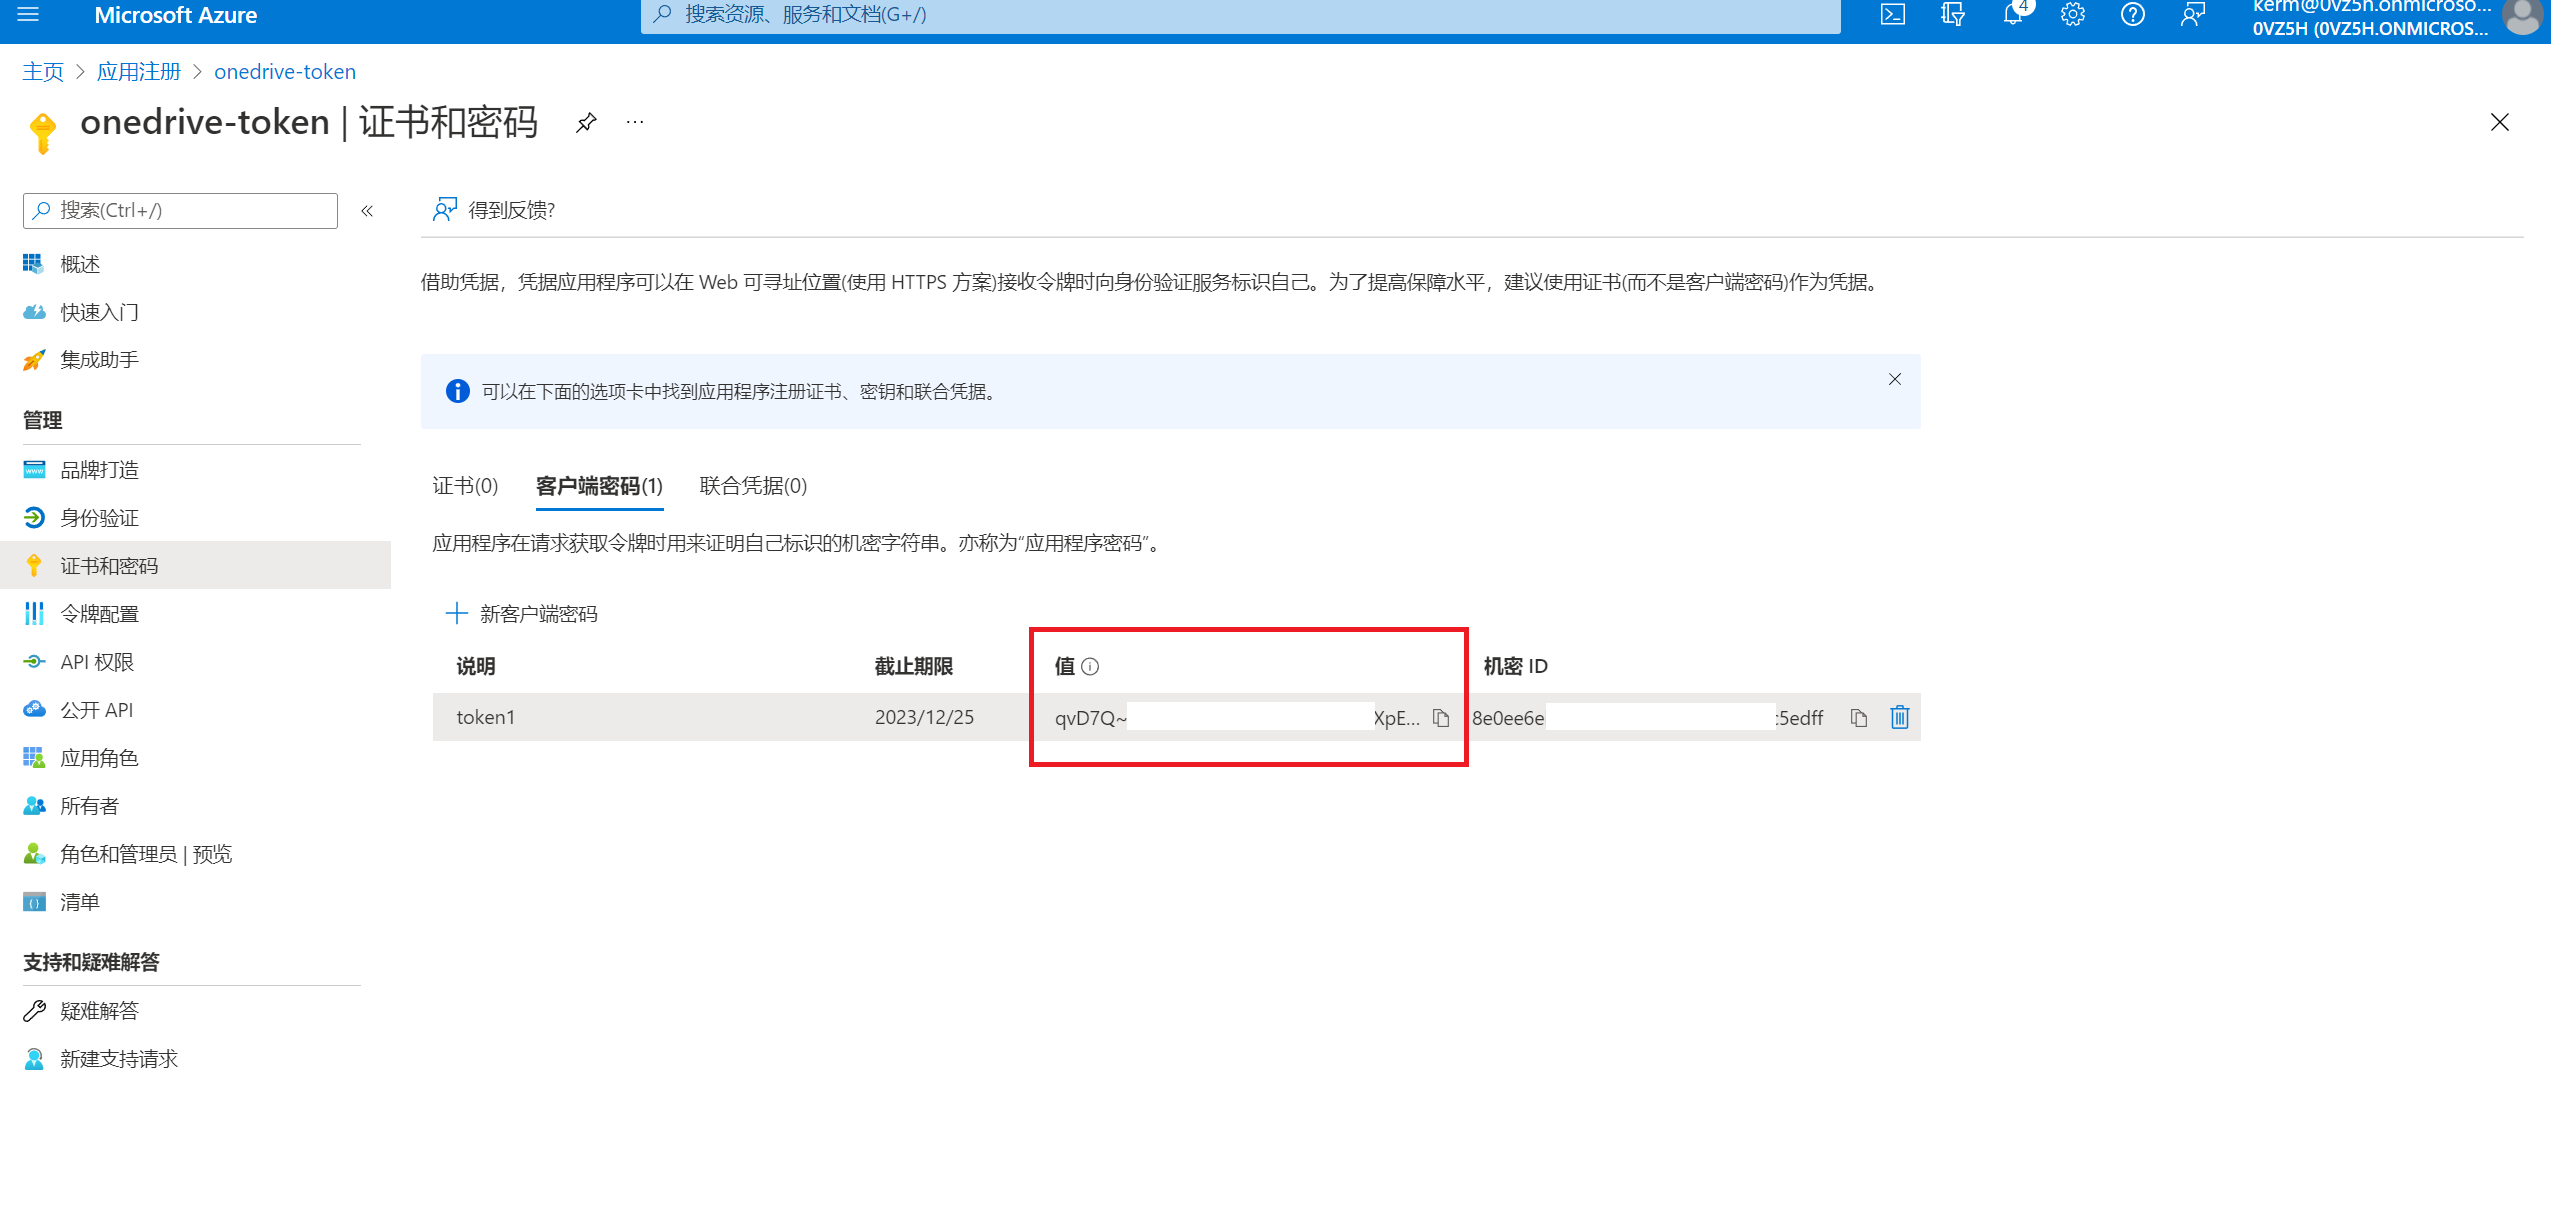 Microsoft Azure
搜索资源、服务和文档(G+/)
4
kerm@0vz5h.onmicroso...
0VZ5H (0VZ5H.ONMICROS...
主页 > 应用注册 > onedrive-token
onedrive-token | 证书和密码
搜索(Ctrl+/)
«
得到反馈?
概述
快速入门
集成助手
管理
品牌打造
身份验证
证书和密码
令牌配置
API 权限
公开 API
应用角色
所有者
角色和管理员 | 预览
清单
支持和疑难解答
疑难解答
新建支持请求
借助凭据，凭据应用程序可以在 Web 可寻址位置(使用 HTTPS 方案)接收令牌时向身份验证服务标识自己。为了提高保障水平，建议使用证书(而不是客户端密码)作为凭据。
可以在下面的选项卡中找到应用程序注册证书、密钥和联合凭据。
证书(0) 客户端密码(1) 联合凭据(0)
应用程序在请求获取令牌时用来证明自己标识的机密字符串。亦称为“应用程序密码”。
新客户端密码
说明 截止期限 值 机密 ID
token1 2023/12/25 qvD7Q~ XpE... 8e0ee6e :5edff